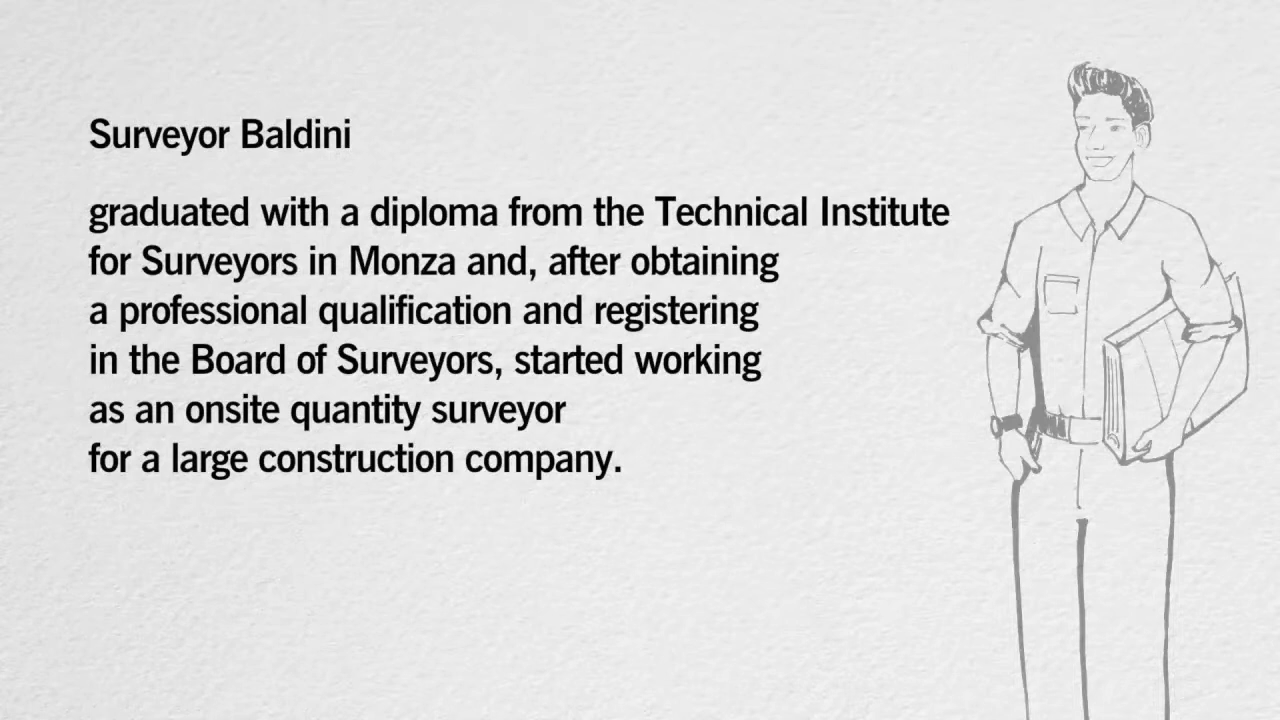 Surveyor Baldini
graduated with a diploma from the Technical Institute
for Surveyors in Monza and, after obtaining
a professional qualification and registering
in the Board of Surveyors, started working
as an onsite quantity surveyor
for a large construction company.